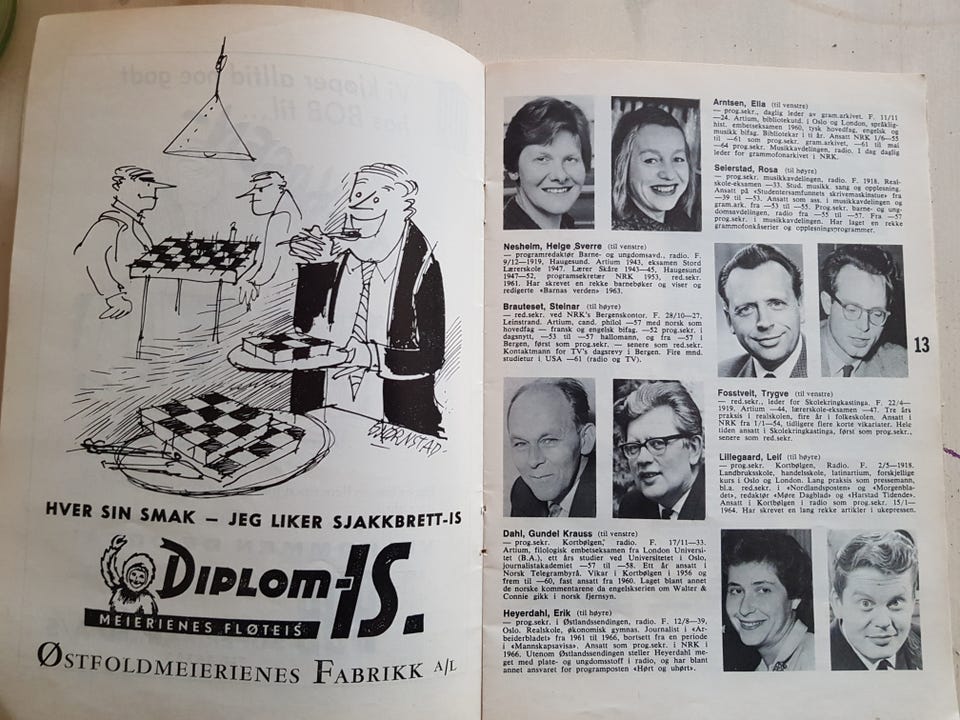 BJØRNSTAD-
HVER SIN SMAK — JEG LIKER SJAKKBRETT-IS
DIPLOM-IS.
MEIERIENES FLØTEIS
ØSTFOLDMEIERIENES FABRIKK A/L
Arntsen, Ella (til venstre)
— prog.sekr., daglig leder av gram.arkivet. F. 11/11
—24. Artium, bibliotekutd. i Oslo og London, språklig-
hist. embetseksamen 1960, tysk hovedfag, engelsk og
musikk bifag. Bibliotekar i ti år. Ansatt NRK 1/6—55
— til —61 som prog.sekr. gram.arkivet, —61 til mai
—64 prog.sekr. Musikkavdelingen, radio. I dag daglig
leder for grammofonarkivet i NRK.
Seierstad, Rosa (til høyre)
— prog.sekr. musikkavdelingen, radio. F. 1918. Real-
skole-eksamen —33. Stud. musikk, sang og opplesning.
Ansatt på «Studentersamfunnets skrivemaskinstue» fra
—39 til —53. Ansatt som ass. i musikkavdelingen og
gram.ark. fra —53 til —55. Prog.sekr. barne- og ung-
domsavdelingen, radio fra —55 til —57. Fra —57
prog.sekr. i musikkavdelingen. Har laget en rekke
grammofonkåserier og opplesningsprogrammer.
Nesheim, Helge Sverre (til venstre)
— programredaktør Barne- og ungdomsavd., radio. F.
9/12—1919, Haugesund. Artium 1943, eksamen Stord
Lærerskole 1947. Lærer Skåre 1943—45, Haugesund
1947—52, programsekretær NRK 1953, red.sekr.
1961. Har skrevet en rekke barnebøker og viser og
redigerte «Barnas verden» 1963.
Brauteset, Steinar (til høyre)
— red.sekr. ved NRK's Bergenskontor. F. 28/10—27,
Leinstrand. Artium, cand. philol —57 med norsk som
hovedfag — fransk og engelsk bifag. —52 prog.sekr. i
dagsnytt, —53 til —57 hallomann, og fra —57 i
Bergen, først som prog.sekr. — senere som red.sekr.
Kontaktmann for TV's dagsrevy i Bergen. Fire mnd.
studietur i USA —61 (radio og TV).
13
Fosstveit, Trygve (til venstre)
— red.sekr., leder for Skolekringkastinga. F. 22/4—
1919. Artium —44, lærerskole-eksamen —47. Tre års
praksis i realskolen, fire år i folkeskolen. Ansatt i
NRK fra 1/1—54, tidligere flere korte vikariater. Hele
tiden ansatt i Skolekringkastinga, først som prog.sekr.,
senere som red.sekr.
Lillegaard, Leif (til høyre)
— prog.sekr. Kortbølgen, Radio. F. 2/5—1918.
Landbruksskole, handelsskole, latinartium, forskjellige
kurs i Oslo og London. Lang praksis som pressemann,
bl.a. red.sekr. i «Nordlandsposten» og «Morgenbla-
det», redaktør «Møre Dagblad» og «Harstad Tidende».
Ansatt i Kortbølgen i radio som prog.sekr. 15/1—
1964. Har skrevet en lang rekke artikler i ukepressen.
Dahl, Gundel Krauss (til venstre)
— prog.sekr. Kortbølgen, radio. F. 17/11—33.
Artium, filologisk embetseksamen fra London Universi-
tet (B.A.), ett års studier ved Universitetet i Oslo,
journalistakademiet —57 til —58. Ett år ansatt i
Norsk Telegrambyrå. Vikar i Kortbølgen i 1956 og
frem til —60, fast ansatt fra 1960. Laget blant annet
de norske kommentarene da engelskserien om Walter &
Connie gikk i norsk fjernsyn.
Heyerdahl, Erik (til høyre)
— prog.sekr. i Østlandssendingen, radio. F. 12/8—39,
Oslo. Realskole, økonomisk gymnas. Journalist i «Ar-
beiderbladet» fra 1961 til 1966, bortsett fra en periode
i «Mannskapsavisa». Ansatt som prog.sekr. i NRK i
1966. Utenom Østlandssendingen steller Heyerdahl me-
get med plate- og ungdomsstoff i radio, og har blant
annet ansvaret for programposten «Hørt og uhørt».